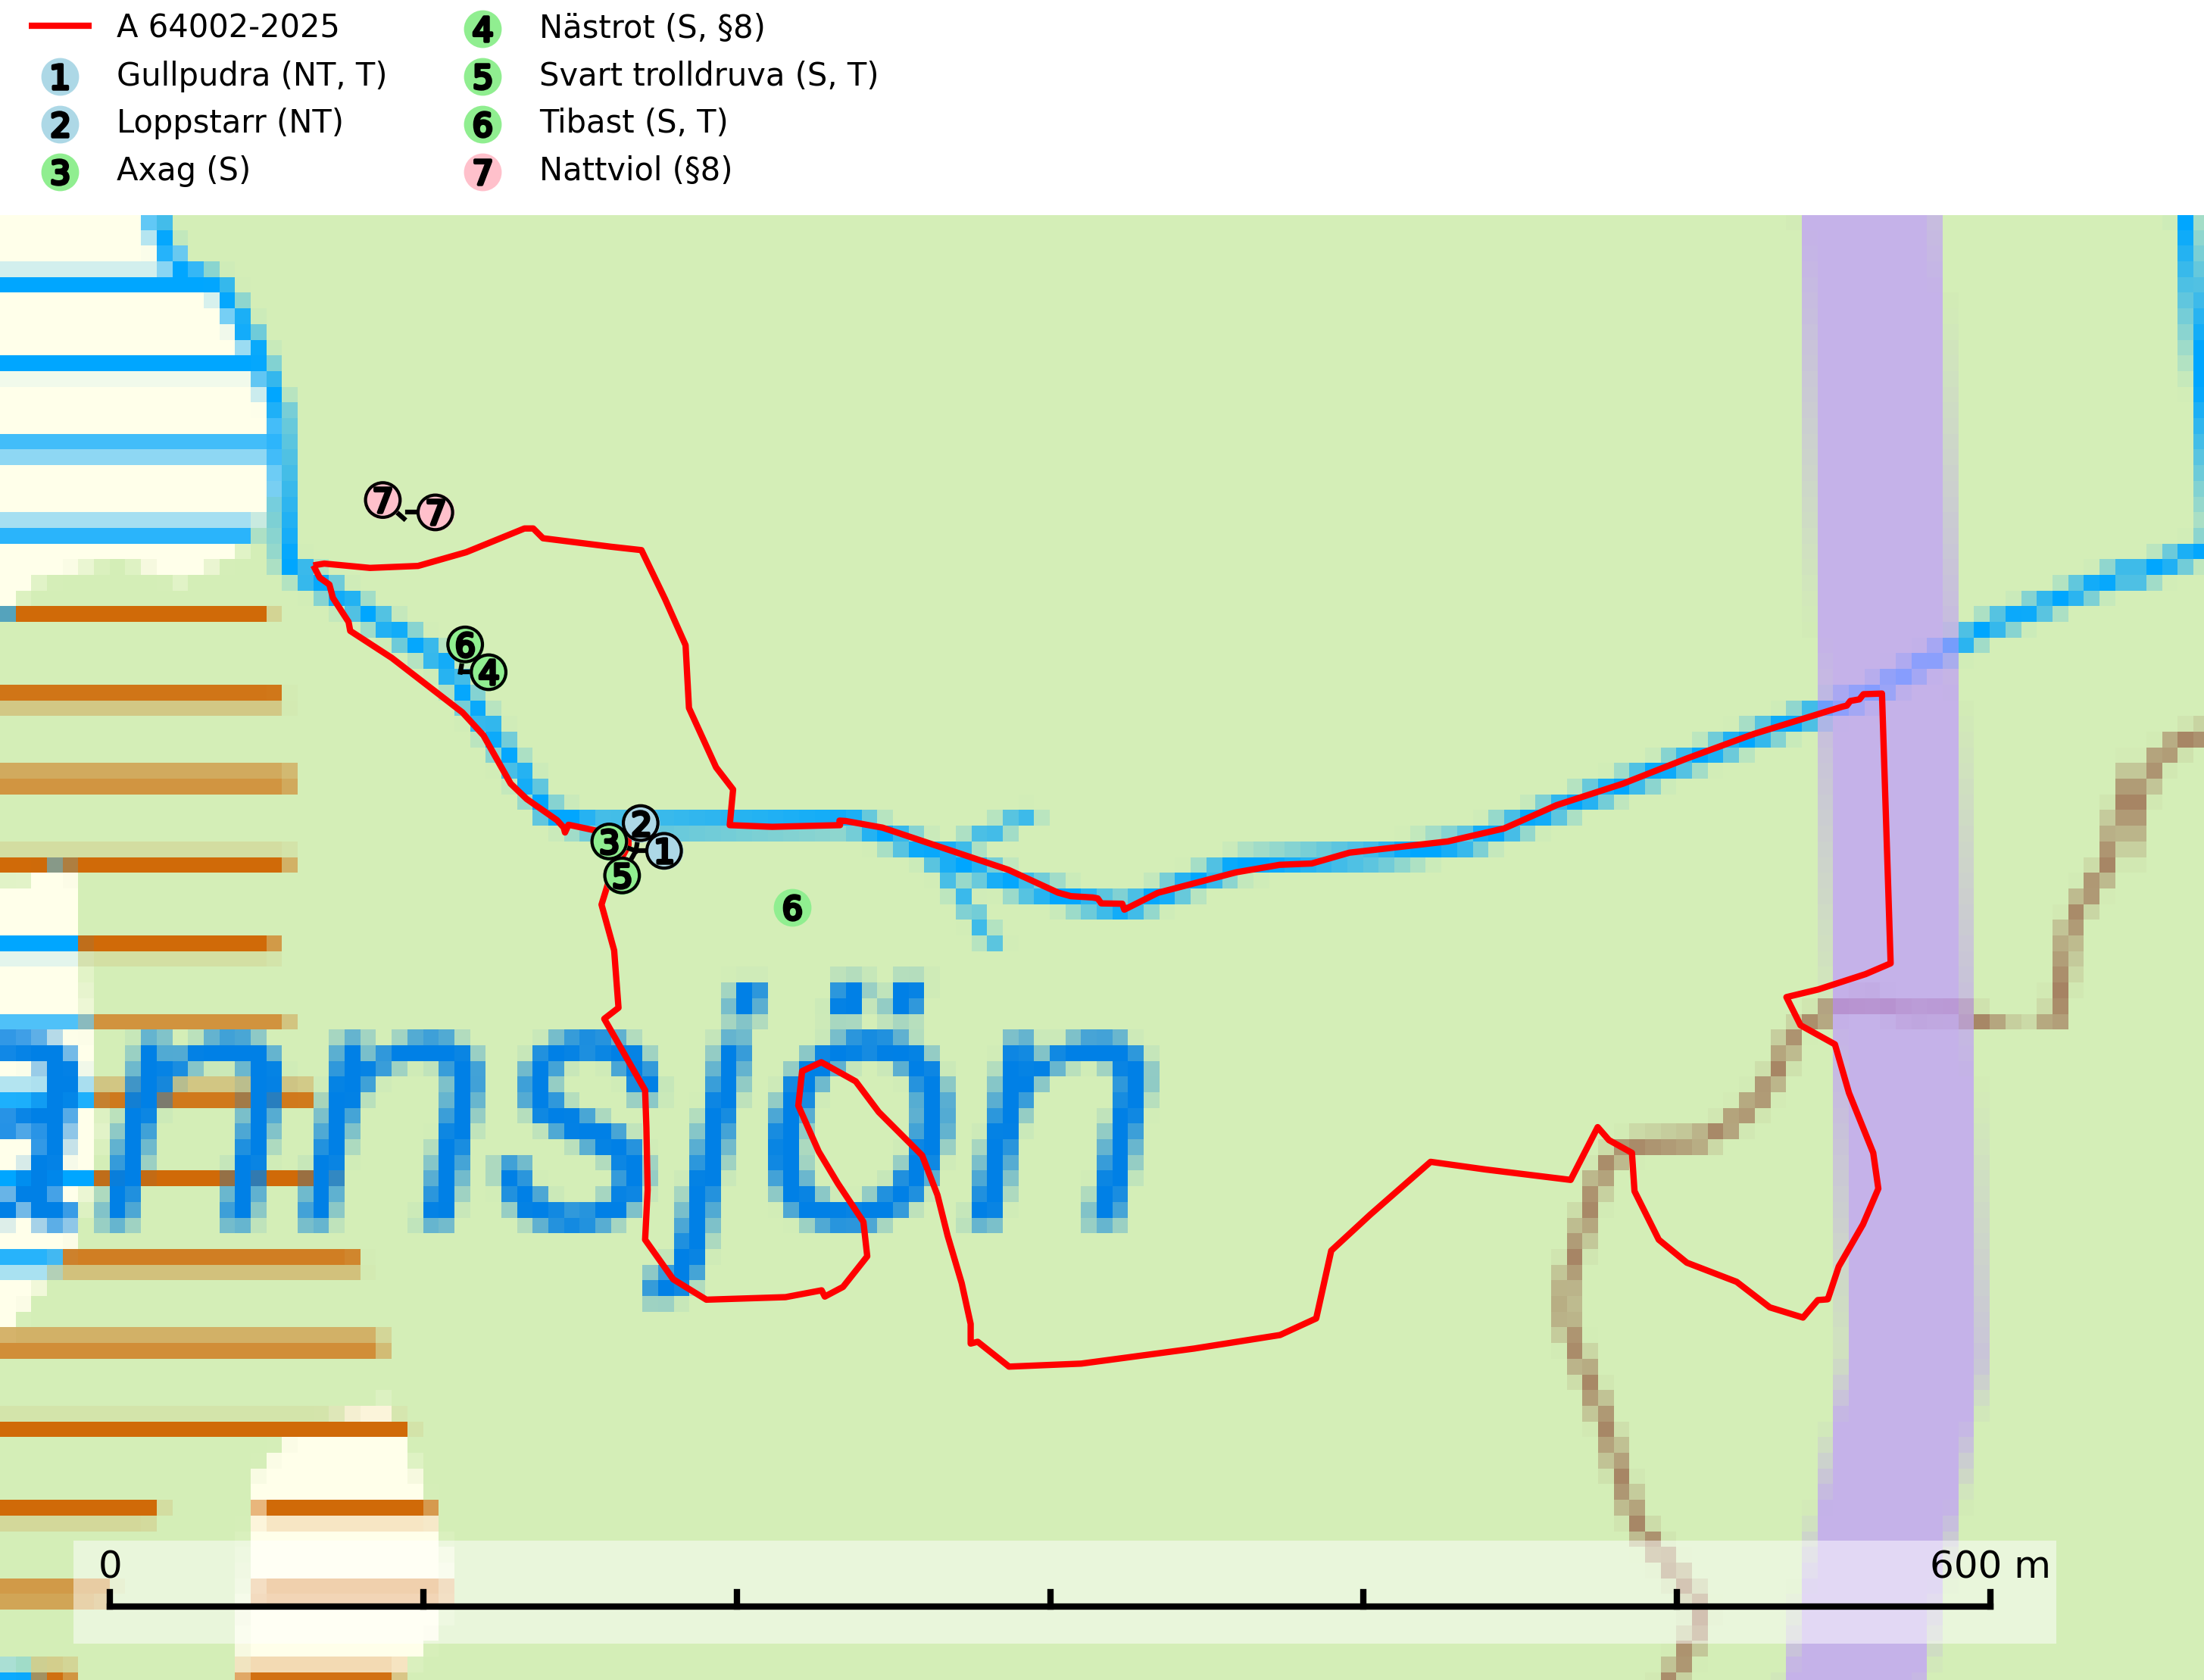 A 64002-2025
1 Gullpudra (NT, T)
2 Loppstarr (NT)
3 Axag (S)
4 Nästrot (S, §8)
5 Svart trolldruva (S, T)
6 Tibast (S, T)
7 Nattviol (§8)
7 7
6
4
2
3 1
5
6
ansjön
0 600 m